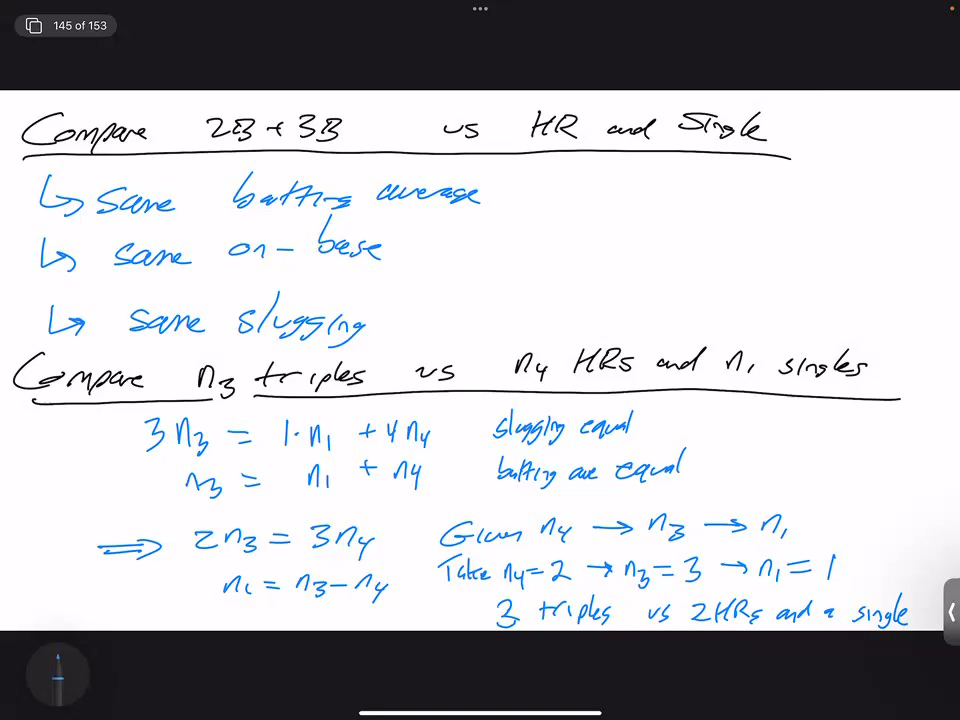 145 of 153
Compare 2B + 3B vs HR and Single
↳ same batting average
↳ same on-base
↳ same slugging
Compare n₃ triples vs n₄ HRs and n₁ singles
3n₃ = 1·n₁ + 4n₄ slugging equal
n₃ = n₁ + n₄ batting ave equal
⇒ 2n₃ = 3n₄ Given n₄ → n₃ → n₁
n₁ = n₃ - n₄ Take n₄ = 2 → n₃ = 3 → n₁ = 1
3 triples vs 2HRs and a single